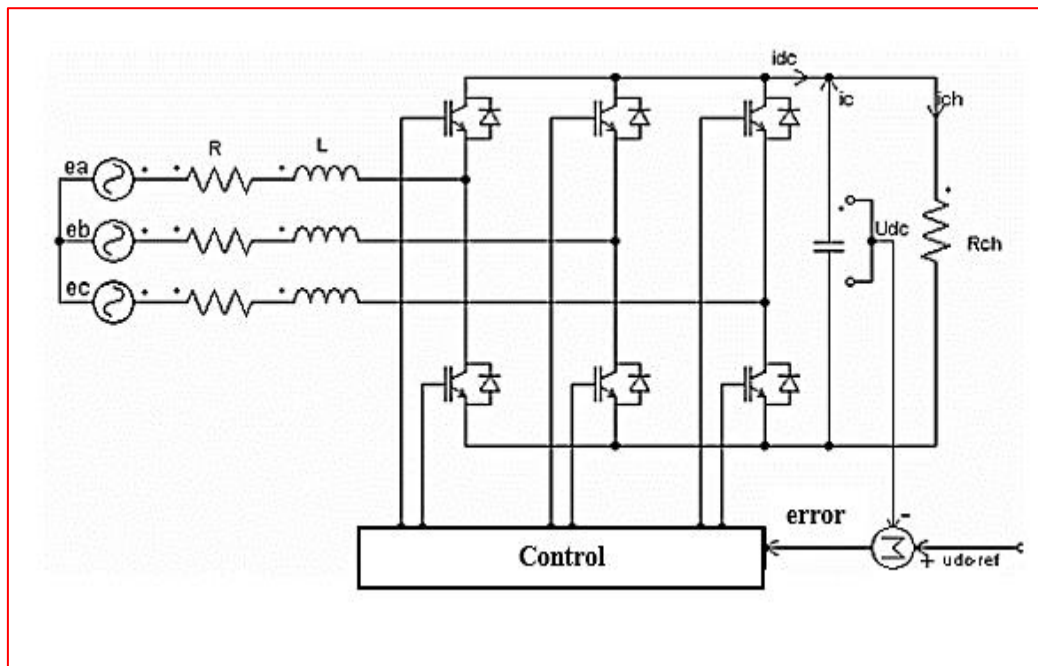 idc
ic
ich
R
L
ea
eb
Udc
Rch
ec
error
-
Control
Σ
+ udc-ref